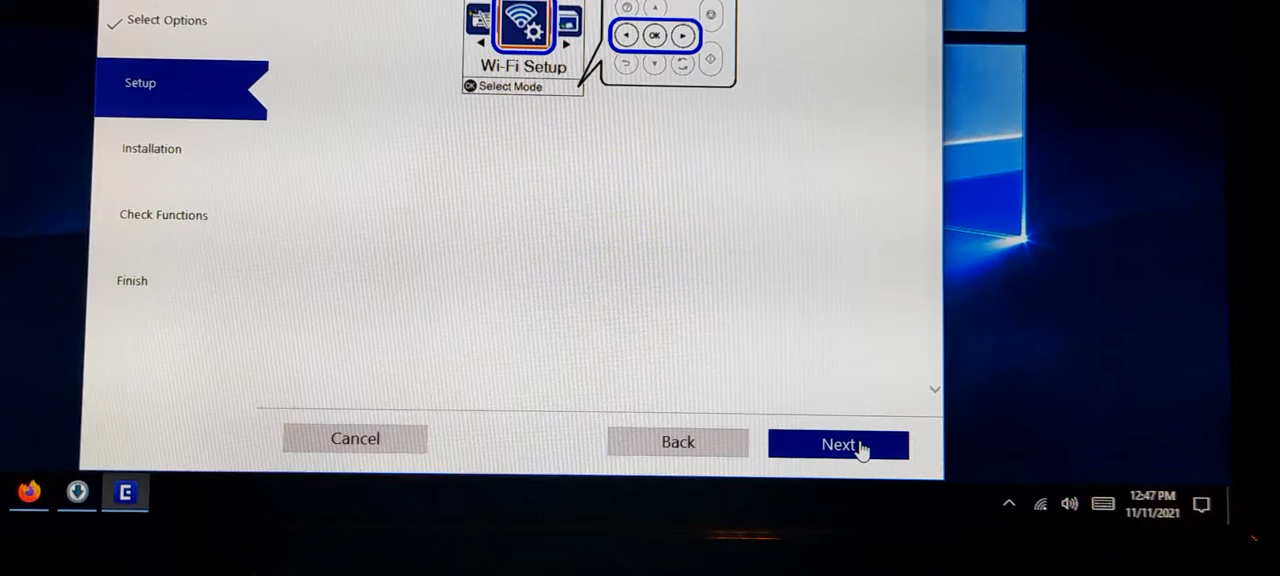 Select Options
Wi-Fi Setup
OK Select Mode
OK
Setup
Installation
Check Functions
Finish
Cancel
Back
Next
E
12:47 PM
11/11/2021